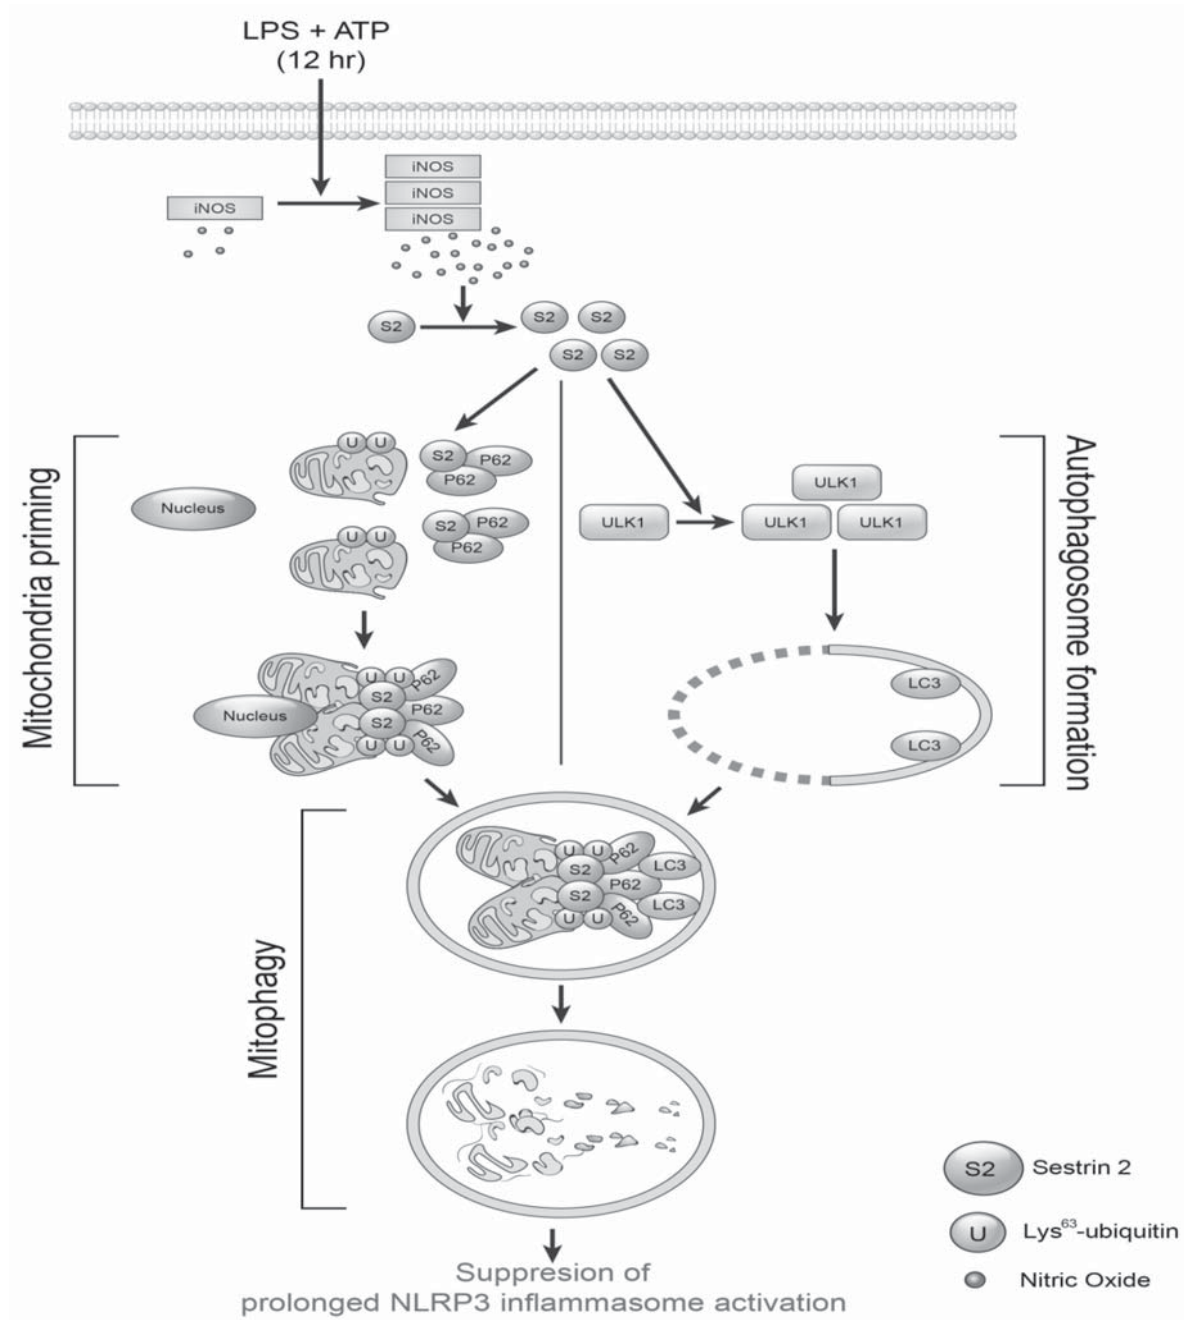 LPS + ATP
(12 hr)
iNOS
iNOS
iNOS
iNOS
S2
S2
S2
S2
S2
Mitochondria priming
Autophagosome formation
U U
S2
P62
P62
Nucleus
ULK1
ULK1
ULK1
ULK1
U U
S2
P62
P62
U U
P62
S2
Nucleus
P62
S2
U U
P62
LC3
LC3
Mitophagy
U U
P62
S2
LC3
P62
S2
LC3
U U
P62
S2 Sestrin 2
U Lys63-ubiquitin
Nitric Oxide
Suppresion of
prolonged NLRP3 inflammasome activation